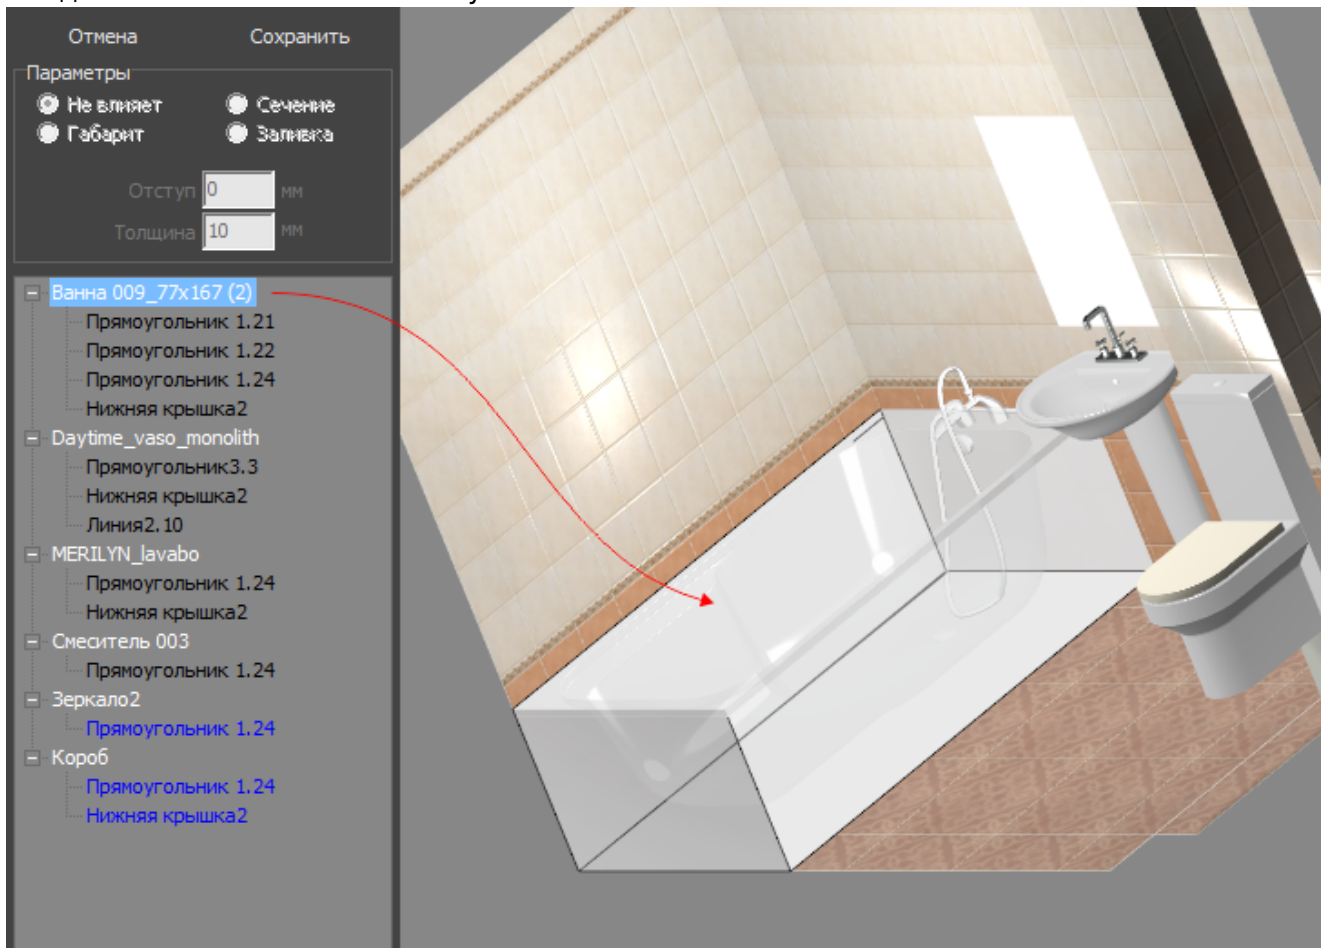 Отмена Сохранить
Параметры
Не влияет Сечение
Габарит Заливка
Отступ 0 мм
Толщина 10 мм
Ванна 009_77x167 (2)
Прямоугольник 1.21
Прямоугольник 1.22
Прямоугольник 1.24
Нижняя крышка2
Daytime_vaso_monolith
Прямоугольник3.3
Нижняя крышка2
Линия2.10
MERILYN_lavabo
Прямоугольник 1.24
Нижняя крышка2
Смеситель 003
Прямоугольник 1.24
Зеркало2
Прямоугольник 1.24
Короб
Прямоугольник 1.24
Нижняя крышка2